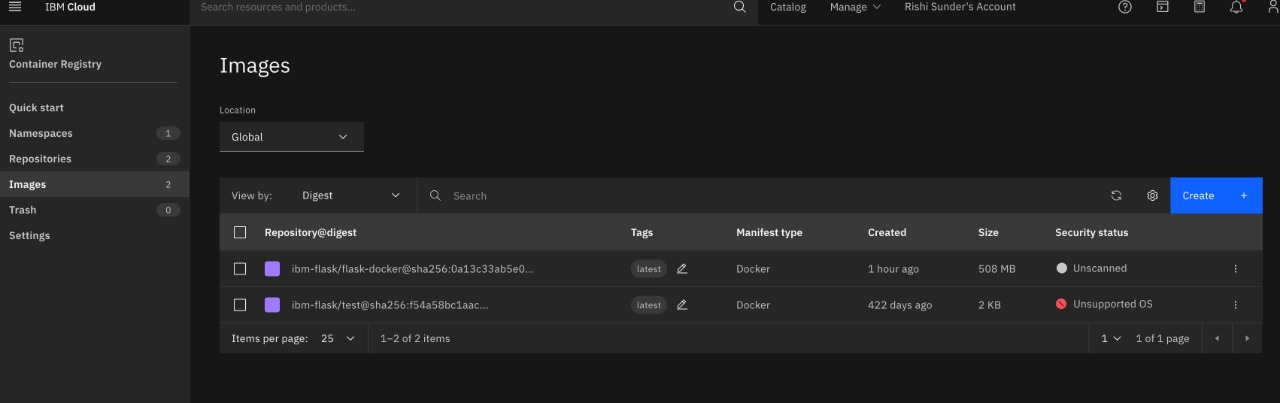 IBM Cloud
Search resources and products...
Catalog
Manage
Rishi Sunder's Account
Container Registry
Quick start
Namespaces 1
Repositories 2
Images 2
Trash 0
Settings
Images
Location
Global
View by: Digest
Search
Create +
Repository@digest Tags Manifest type Created Size Security status
ibm-flask/flask-docker@sha256:0a13c33ab5e0... latest Docker 1 hour ago 508 MB Unscanned
ibm-flask/test@sha256:f54a58bc1aac... latest Docker 422 days ago 2 KB Unsupported OS
Items per page: 25 1–2 of 2 items 1 1 of 1 page